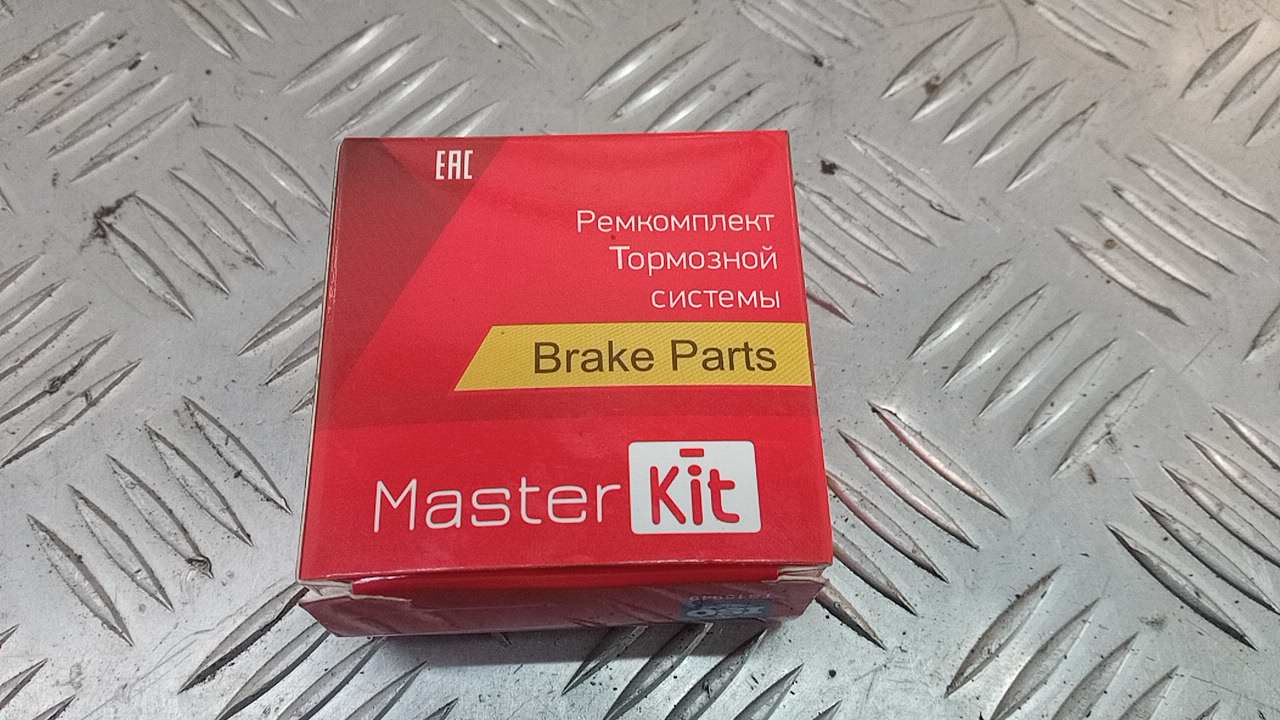 EAC
Ремкомплект
Тормозной
системы
Brake Parts
Master Kit